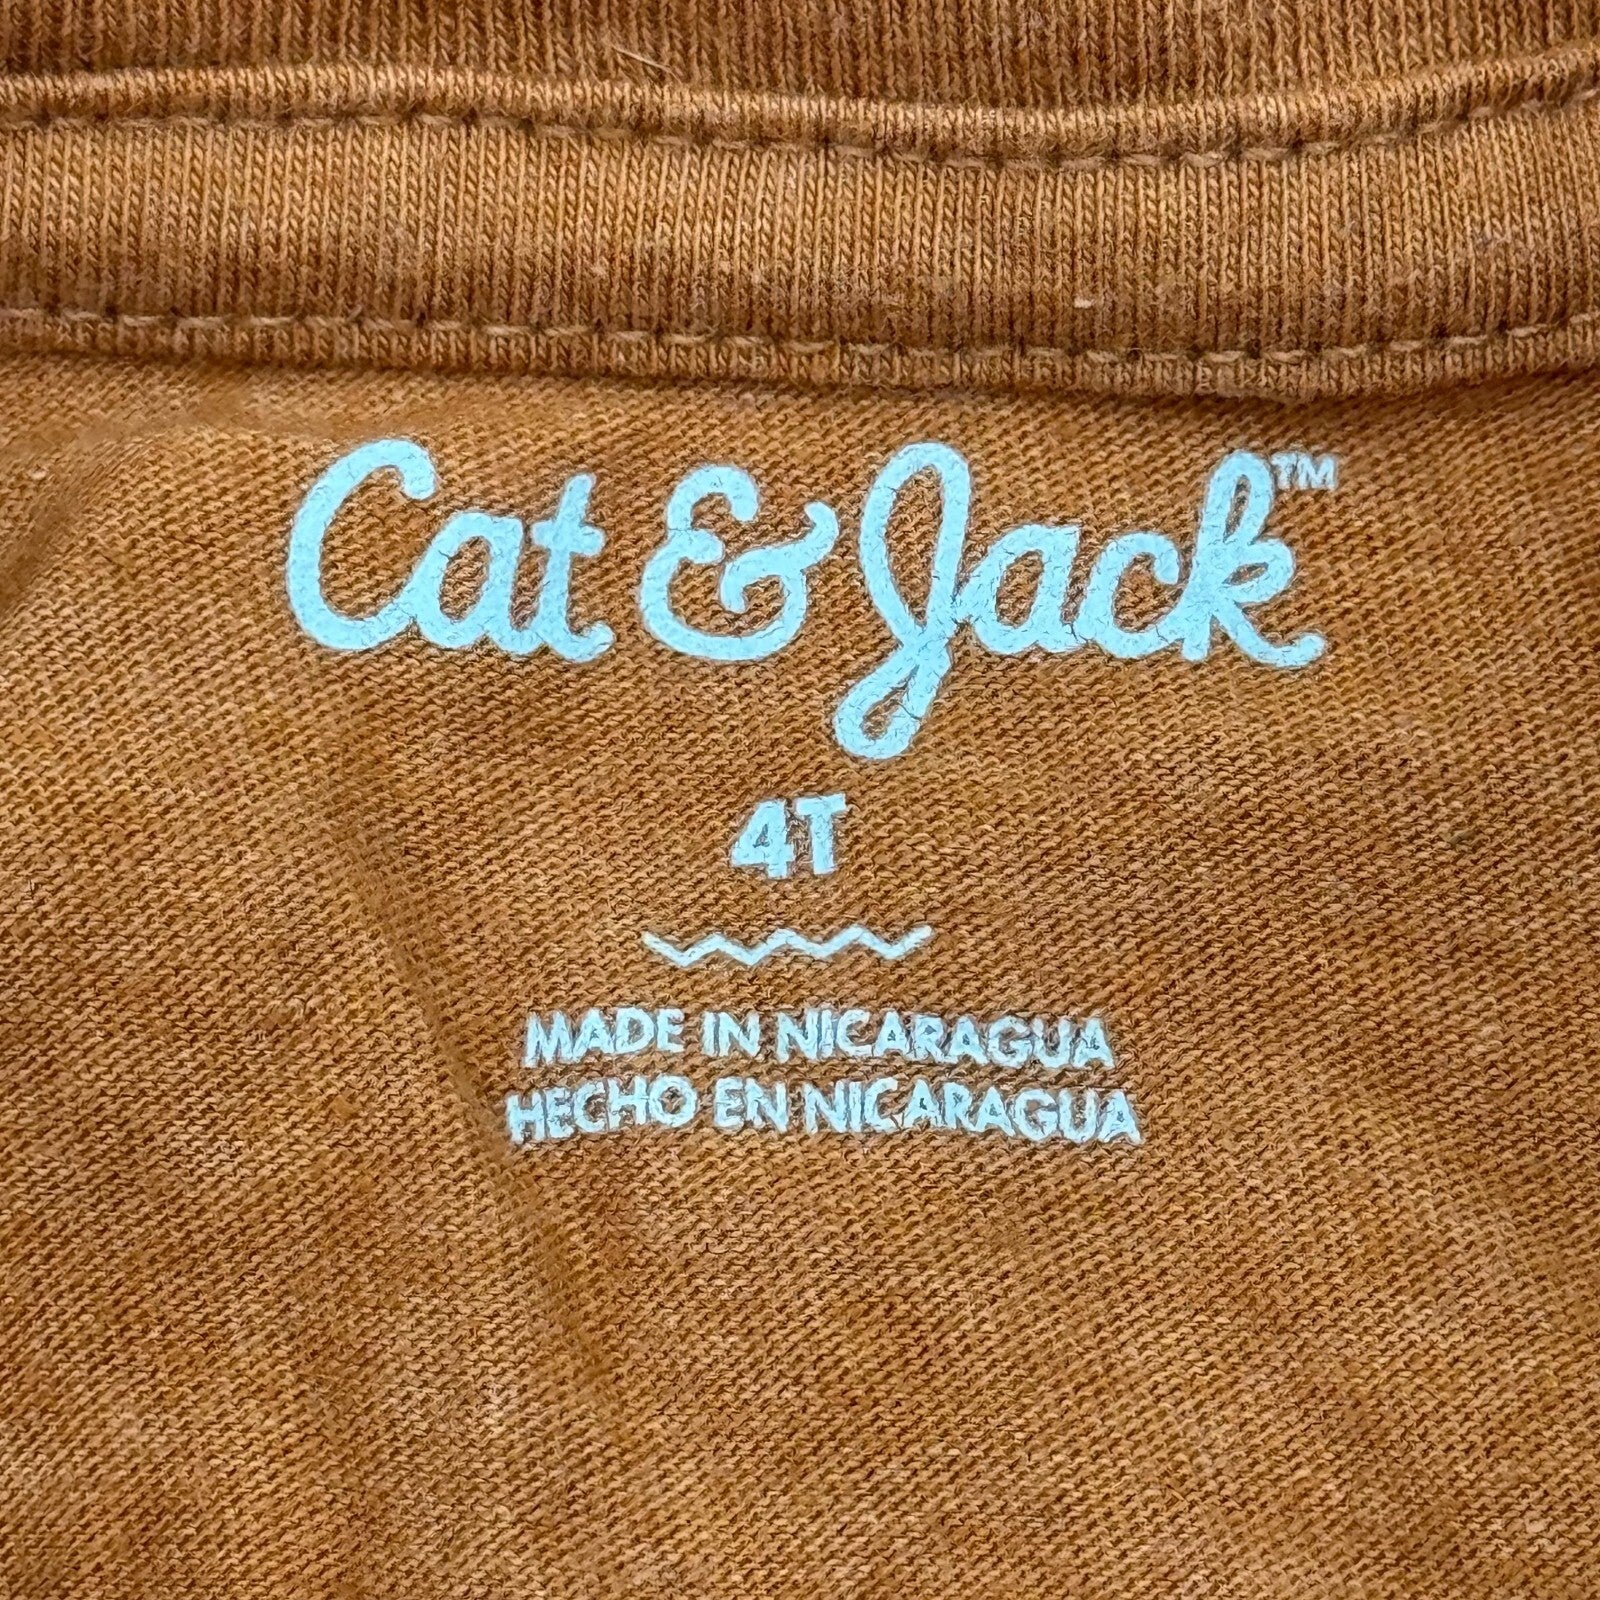 Cat & Jack™
4T
MADE IN NICARAGUA
HECHO EN NICARAGUA